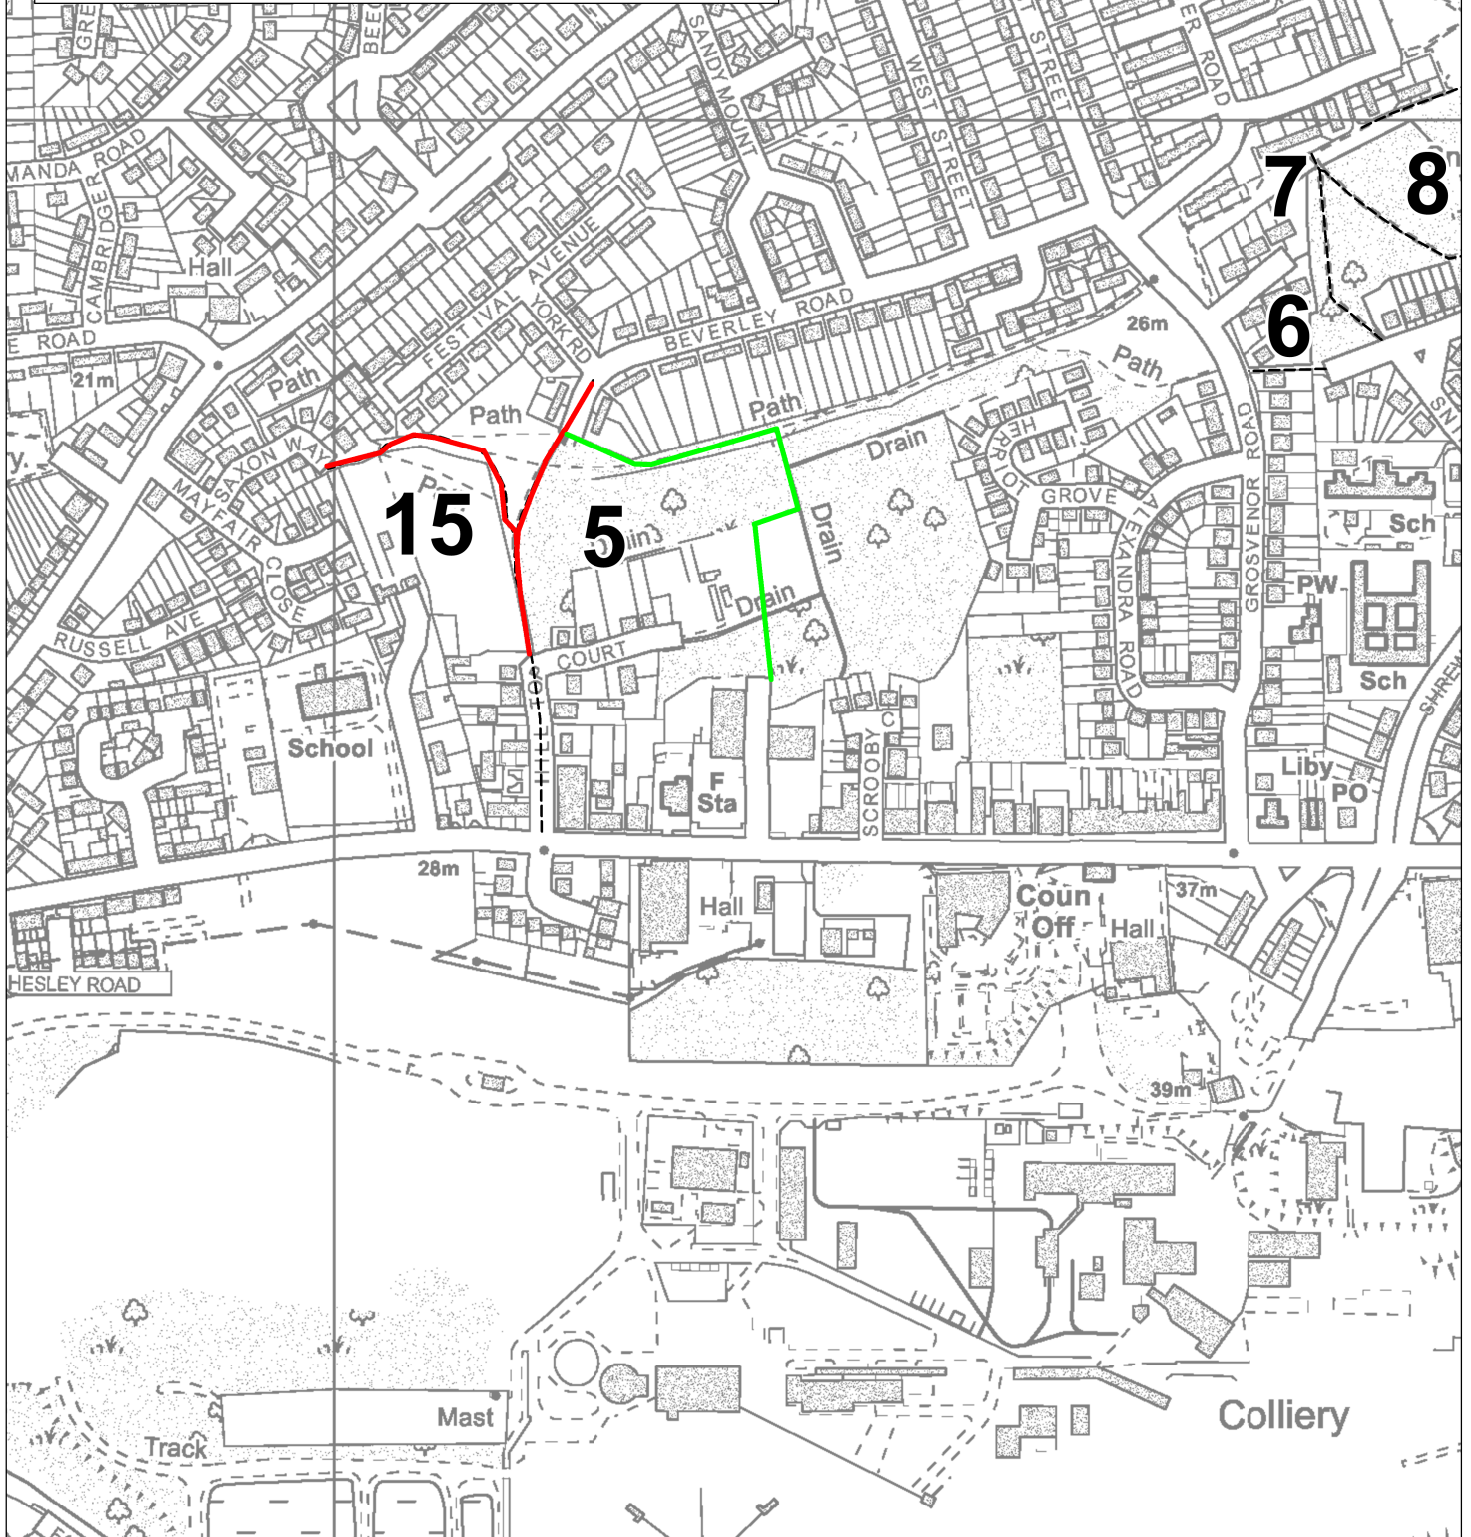 GRE
BEEC
SANDY MOUNT
WEST STREET
STREET
ER ROAD
MANDA ROAD
CAMBRIDGE
7
8
Hall
FESTIVAL AVENUE
YORK RD
BEVERLEY ROAD
E ROAD
21m
26m
6
Path
Path
Path
Path
SAXON WAY
MAYFAIR CLOSE
Drain
Drain
Drain
GROVE
ALEXANDRA ROAD
GROSVENOR ROAD
Sch
15
5
PW
RUSSELL AVE
COURT
Sch
SHREW
School
F
Sta
SCROOBY C
Liby
PO
28m
Hall
Coun
Off
Hall
37m
HESLEY ROAD
39m
Mast
Track
Colliery